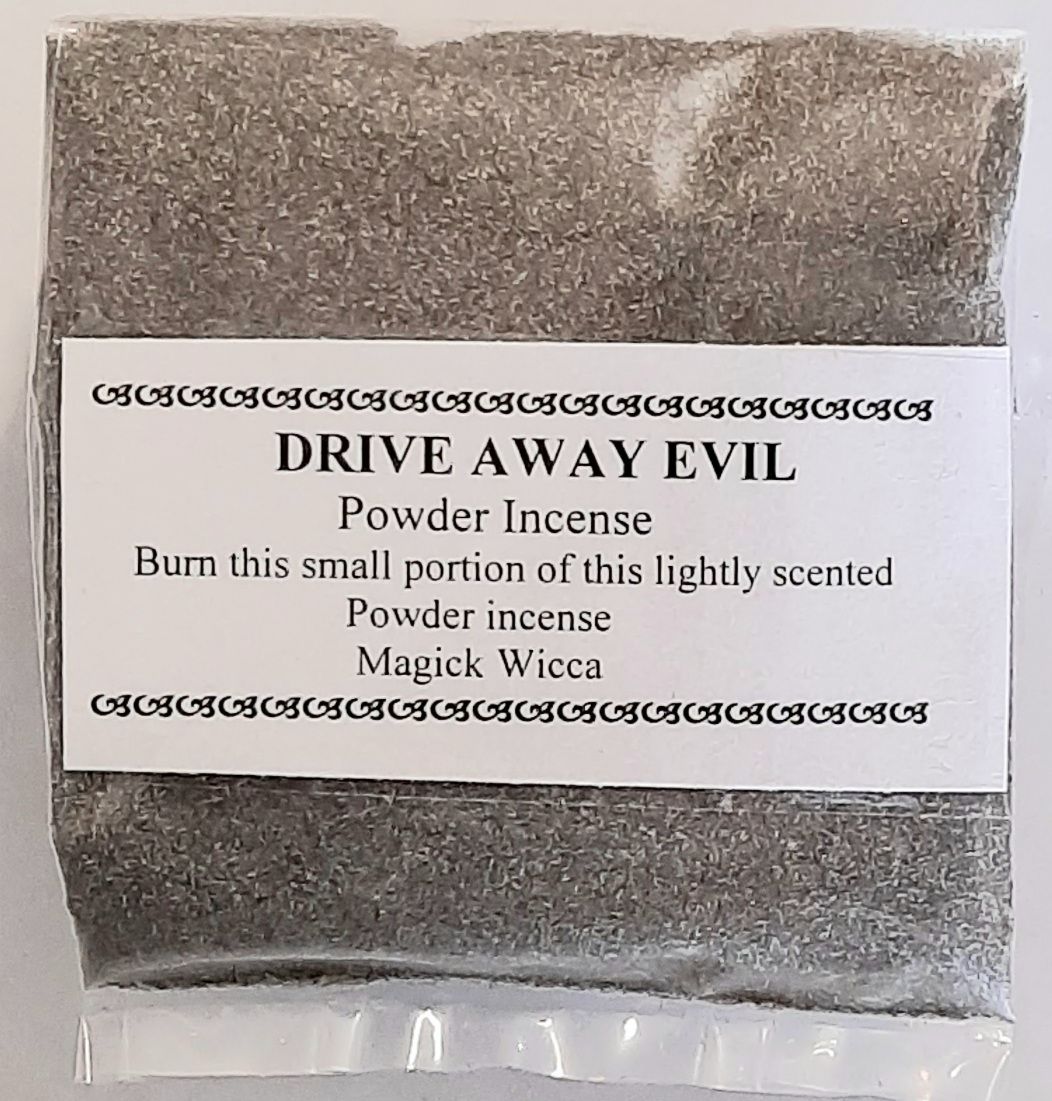 DRIVE AWAY EVIL
Powder Incense
Burn this small portion of this lightly scented
Powder incense
Magick Wicca